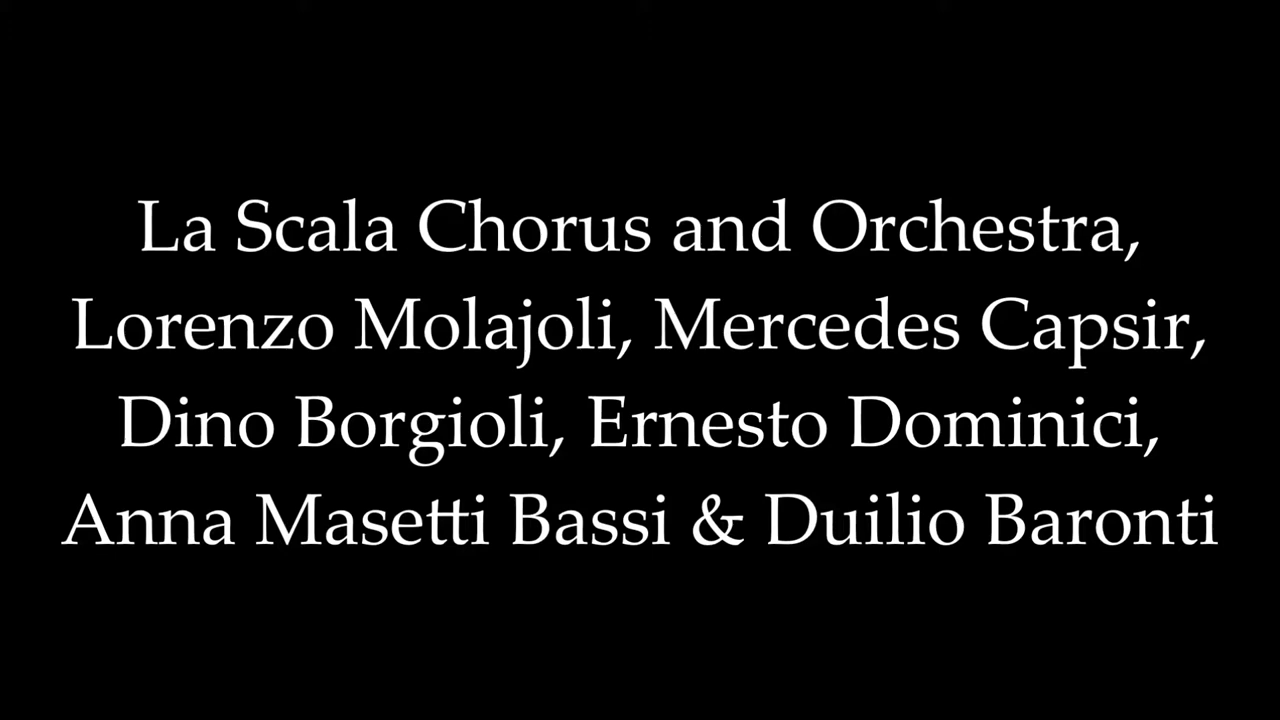 La Scala Chorus and Orchestra,
Lorenzo Molajoli, Mercedes Capsir,
Dino Borgioli, Ernesto Dominici,
Anna Masetti Bassi & Duilio Baronti